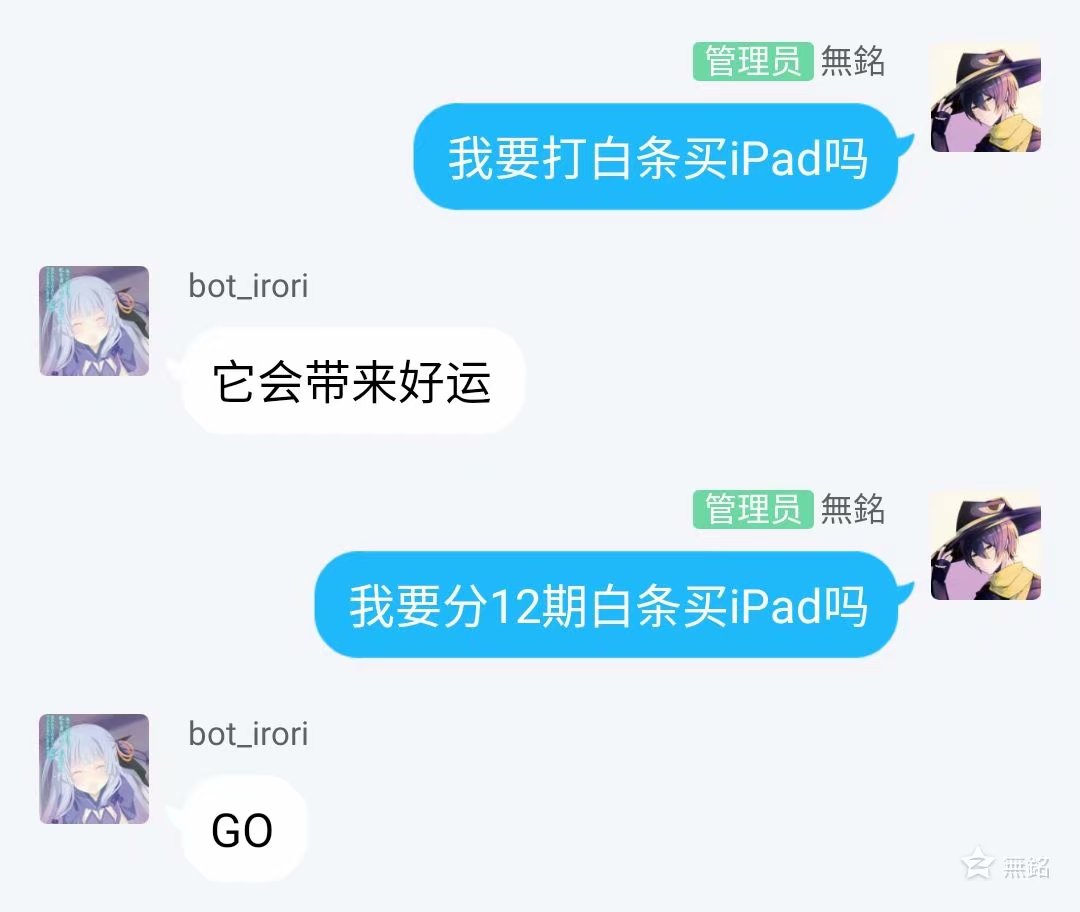 管理员 無銘
我要打白条买iPad吗
bot_irori
它会带来好运
管理员 無銘
我要分12期白条买iPad吗
bot_irori
GO
無銘